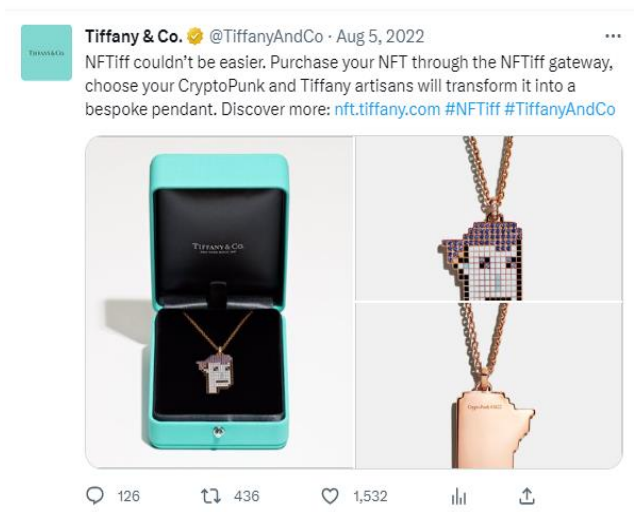 Tiffany & Co. @TiffanyAndCo · Aug 5, 2022
TIFFANY & CO.
NFTiff couldn't be easier. Purchase your NFT through the NFTiff gateway,
choose your CryptoPunk and Tiffany artisans will transform it into a
bespoke pendant. Discover more: nft.tiffany.com #NFTiff #TiffanyAndCo
TIFFANY & CO.
126 436 1,532